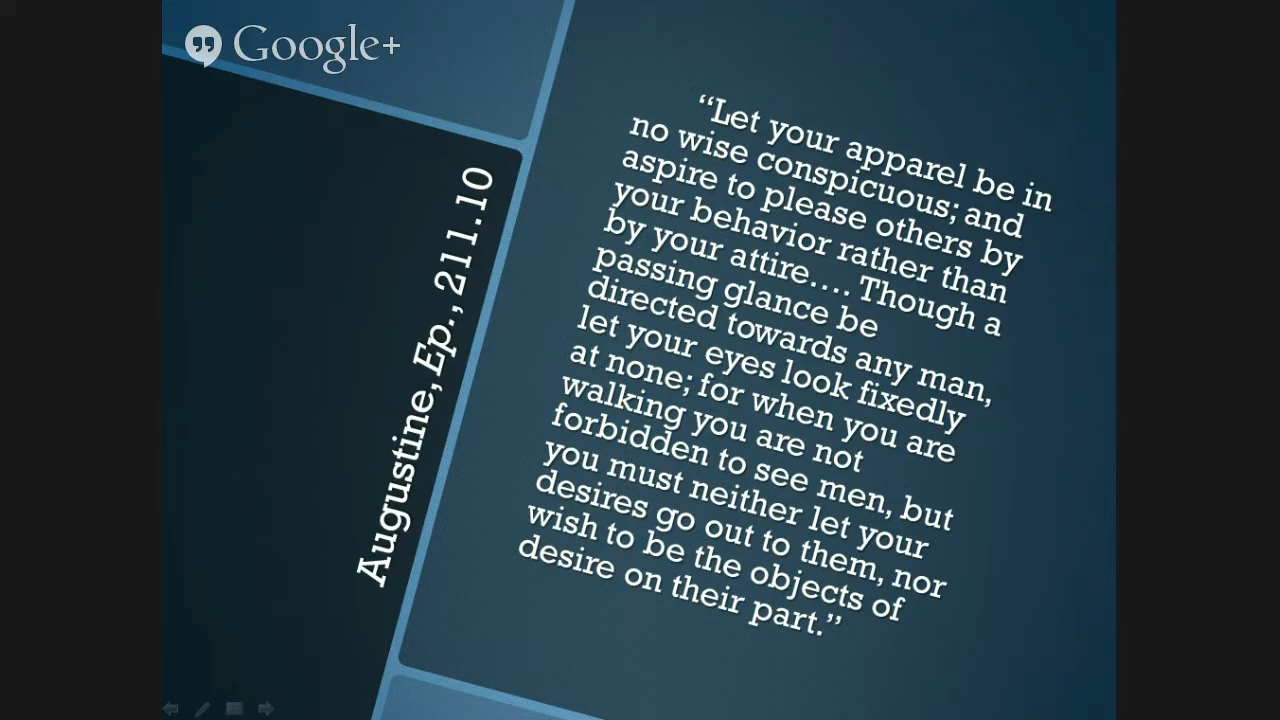 Google+
Augustine, Ep., 211.10
“Let your apparel be in
no wise conspicuous; and
aspire to please others by
your behavior rather than
by your attire.... Though a
passing glance be
directed towards any man,
let your eyes look fixedly
at none; for when you are
walking you are not
forbidden to see men, but
you must neither let your
desires go out to them, nor
wish to be the objects of
desire on their part.”